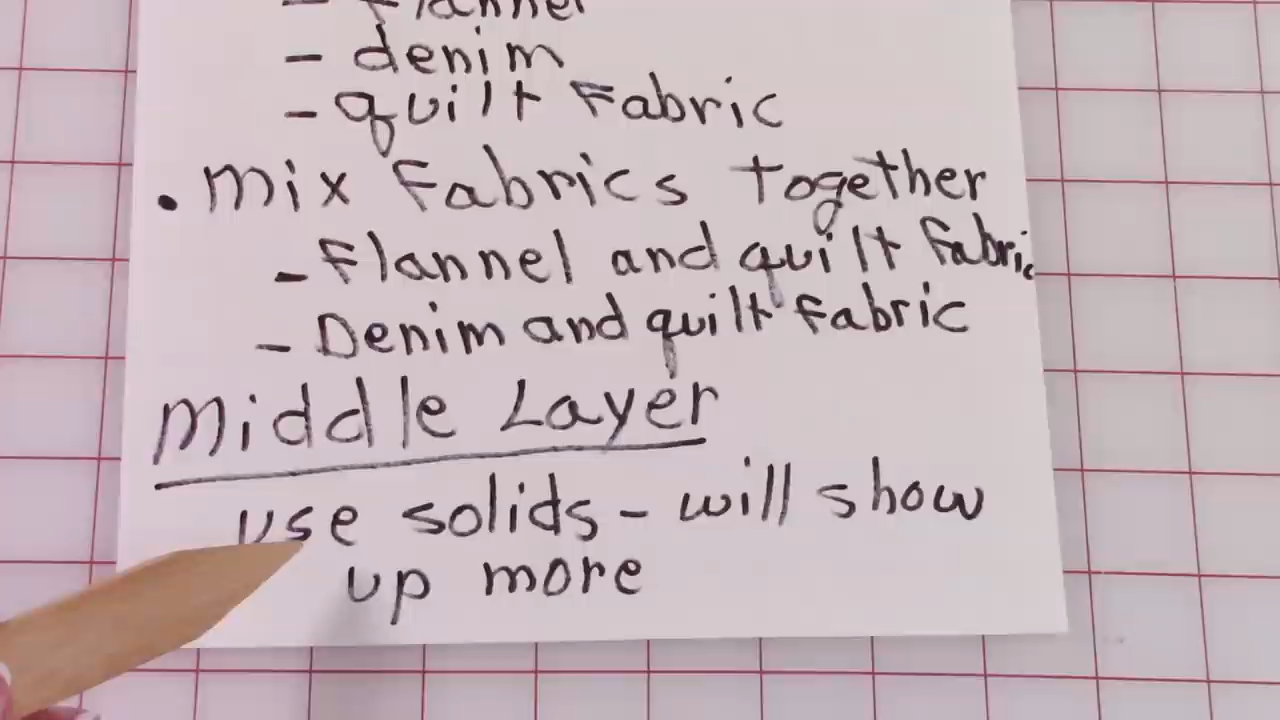 - Flannel
- denim
- quilt Fabric
• Mix Fabrics Together
- Flannel and quilt Fabric
- Denim and quilt Fabric
Middle Layer
use solids - will show
up more